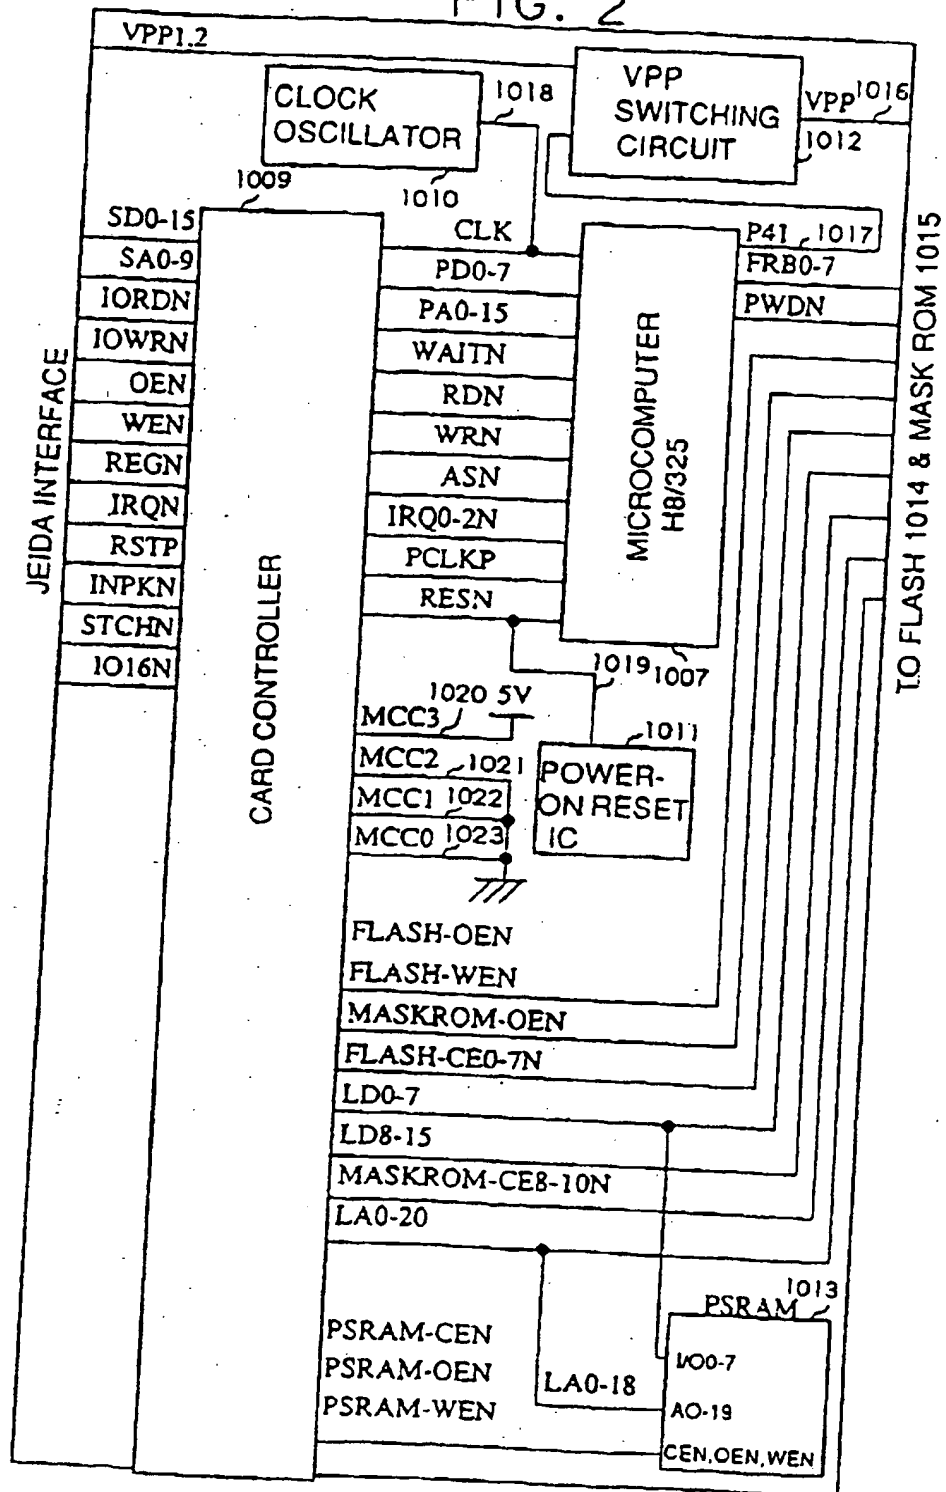 FIG. 2
VPP1.2
CLOCK
OSCILLATOR
1018
1010
VPP
SWITCHING
CIRCUIT
VPP 1016
1012
1009
SD0-15
SA0-9
IORDN
IOWRN
OEN
WEN
REGN
IRQN
RSTP
INPKN
STCHN
IO16N
JEIDA INTERFACE
CARD CONTROLLER
CLK
PD0-7
PA0-15
WAITN
RDN
WRN
ASN
IRQ0-2N
PCLKP
RESN
MICROCOMPUTER
H8/325
P41 1017
FRB0-7
PWDN
TO FLASH 1014 & MASK ROM 1015
1019 1007
MCC3 1020 5V
MCC2 1021
MCC1 1022
MCC0 1023
1011
POWER-
ON RESET
IC
FLASH-OEN
FLASH-WEN
MASKROM-OEN
FLASH-CE0-7N
LD0-7
LD8-15
MASKROM-CE8-10N
LA0-20
PSRAM-CEN
PSRAM-OEN
PSRAM-WEN
LA0-18
PSRAM 1013
I/O0-7
AO-19
CEN,OEN,WEN